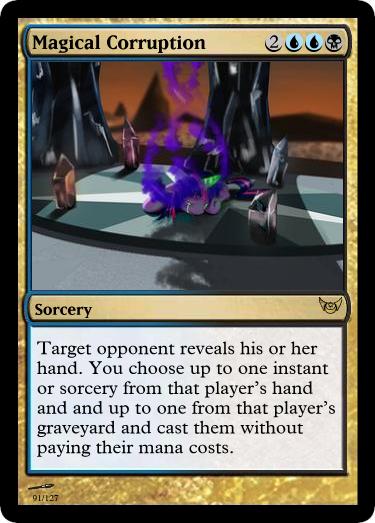 Magical Corruption 2
Sorcery
Target opponent reveals his or her
hand. You choose up to one instant
or sorcery from that player's hand
and and up to one from that player's
graveyard and cast them without
paying their mana costs.
91/127